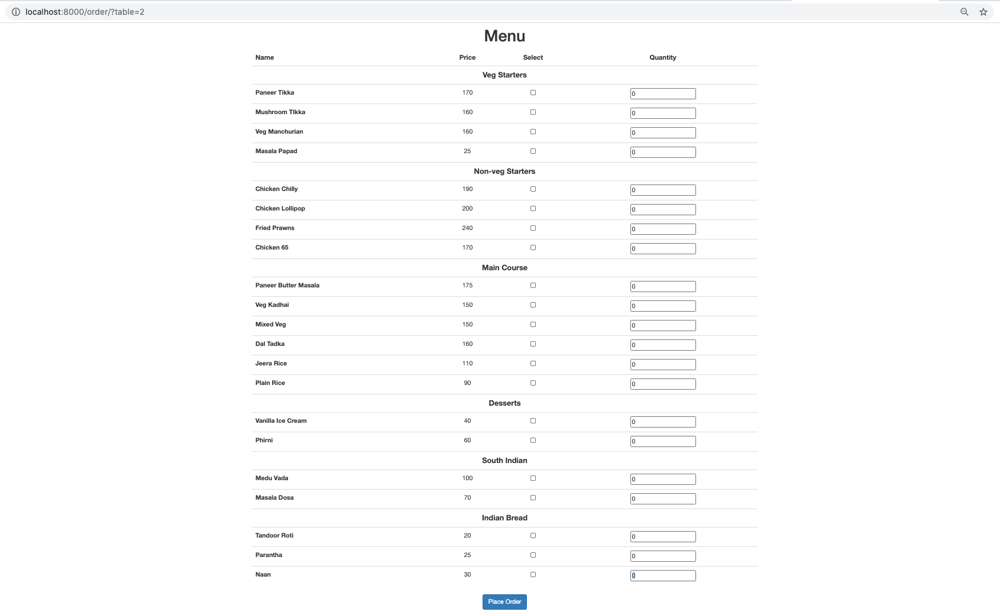 localhost:8000/order/?table=2
Menu
Name Price Select Quantity
Veg Starters
Paneer Tikka 170 0
Mushroom TIkka 160 0
Veg Manchurian 160 0
Masala Papad 25 0
Non-veg Starters
Chicken Chilly 190 0
Chicken Lollipop 200 0
Fried Prawns 240 0
Chicken 65 170 0
Main Course
Paneer Butter Masala 175 0
Veg Kadhai 150 0
Mixed Veg 150 0
Dal Tadka 160 0
Jeera Rice 110 0
Plain Rice 90 0
Desserts
Vanilla Ice Cream 40 0
Phirni 60 0
South Indian
Medu Vada 100 0
Masala Dosa 70 0
Indian Bread
Tandoor Roti 20 0
Parantha 25 0
Naan 30 0
Place Order